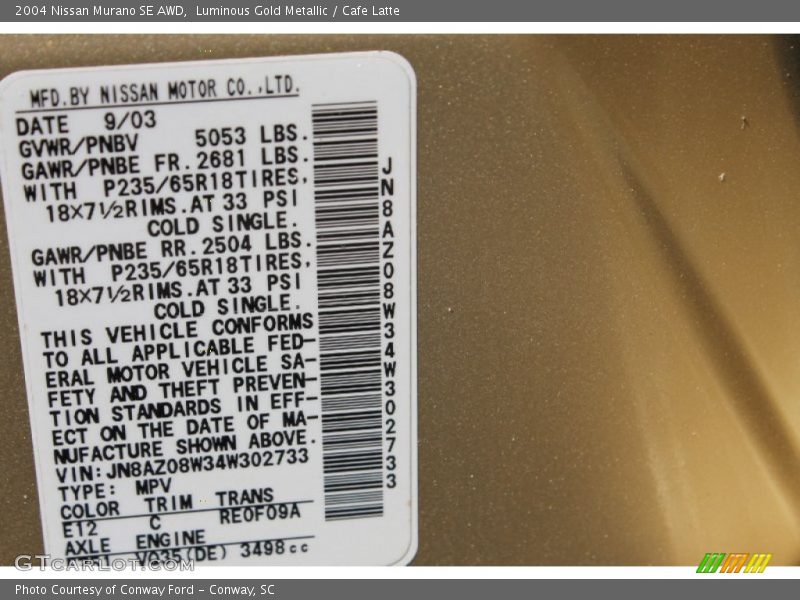 2004 Nissan Murano SE AWD, Luminous Gold Metallic / Cafe Latte
MFD.BY NISSAN MOTOR CO.,LTD.
DATE 9/03
GVWR/PNBV 5053 LBS.
GAWR/PNBE FR. 2681 LBS.
WITH P235/65R18TIRES,
18×7½RIMS.AT 33 PSI
COLD SINGLE.
GAWR/PNBE RR. 2504 LBS.
WITH P235/65R18TIRES,
18×7½RIMS.AT 33 PSI
COLD SINGLE.
THIS VEHICLE CONFORMS
TO ALL APPLICABLE FED-
ERAL MOTOR VEHICLE SA-
FETY AND THEFT PREVEN-
TION STANDARDS IN EFF-
ECT ON THE DATE OF MA-
NUFACTURE SHOWN ABOVE.
VIN: JN8AZ08W34W302733
TYPE: MPV
COLOR TRIM TRANS
E12 C RE0F09A
AXLE ENGINE
VQ35(DE) 3498cc
JN8AZ08W34W302733
GTCarLot.com
Photo Courtesy of Conway Ford - Conway, SC